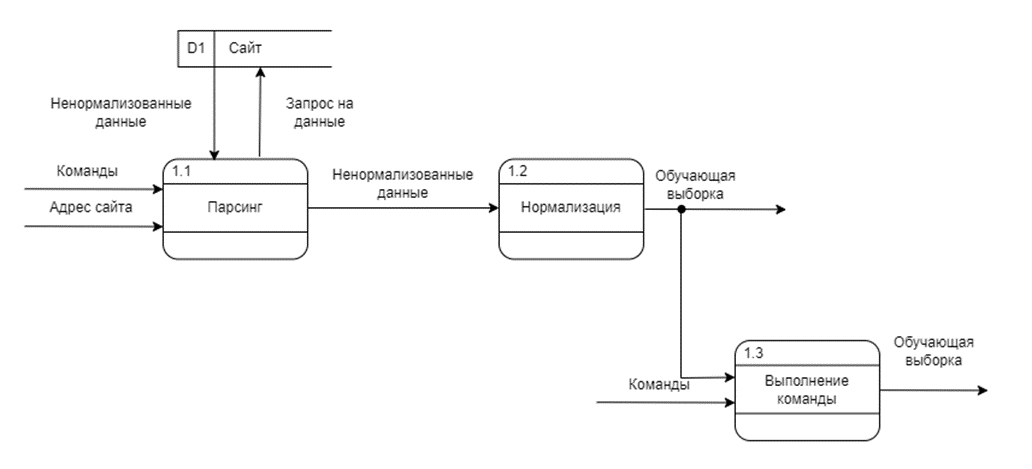 D1
Сайт
Ненормализованные
данные
Запрос на
данные
Команды
Адрес сайта
1.1
Парсинг
Ненормализованные
данные
1.2
Нормализация
Обучающая
выборка
Команды
1.3
Выполнение
команды
Обучающая
выборка